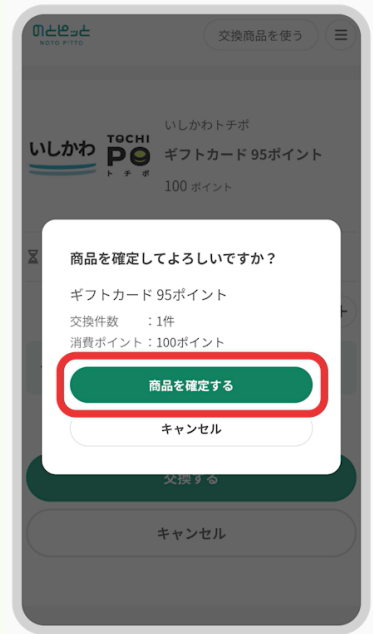 のとピっと
NOTO P!TTO
交換商品を使う
いしかわトチポ
いしかわ
TOCHI
PO
トチポ
ギフトカード 95ポイント
100 ポイント
商品を確定してよろしいですか？
ギフトカード 95ポイント
交換件数 ：1件
消費ポイント：100ポイント
商品を確定する
キャンセル
交換する
キャンセル